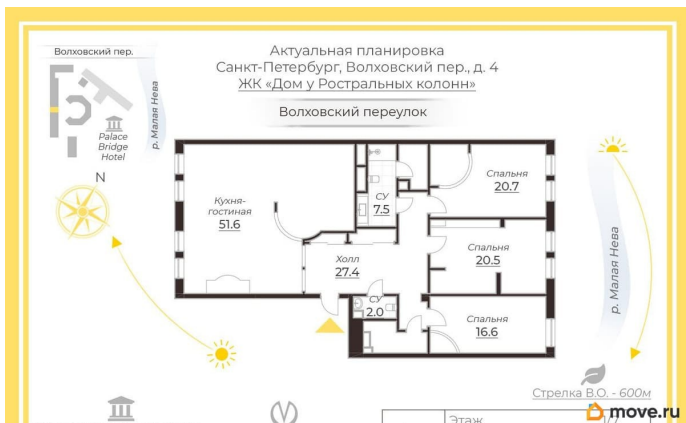 Волховский пер.
Актуальная планировка
Санкт-Петербург, Волховский пер., д. 4
ЖК «Дом у Ростральных колонн»
Волховский переулок
р. Малая Нева
Palace
Bridge
Hotel
N
Кухня-
гостиная
51.6
СУ
7.5
Спальня
20.7
Холл
27.4
Спальня
20.5
СУ
2.0
Спальня
16.6
р. Малая Нева
Стрелка В.О. - 600м
Этаж
move.ru